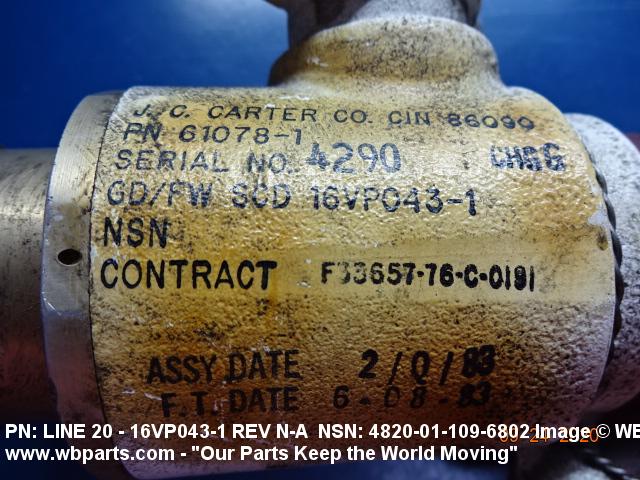 J. C. CARTER CO. CIN 86090
PN 61078-1
SERIAL NO. 4290 CHG G
GD/FW SCD 16VP043-1
NSN
CONTRACT F33657-76-C-0191
ASSY DATE 2/Q/83
F.T. DATE 6-08-83
PN: LINE 20 - 16VP043-1 REV N-A NSN: 4820-01-109-6802 Image © WB
www.wbparts.com - "Our Parts Keep the World Moving"